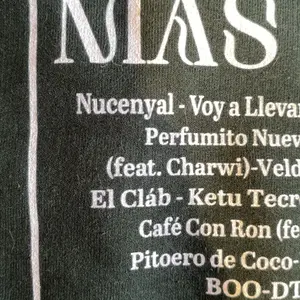 MAS
Nucenyal - Voy a Llevar
Perfumito Nuev
(feat. Charwi)-Veld
El Cláb - Ketu Tecr
Café Con Ron (fe
Pitoero de Coco-
BOO-DT